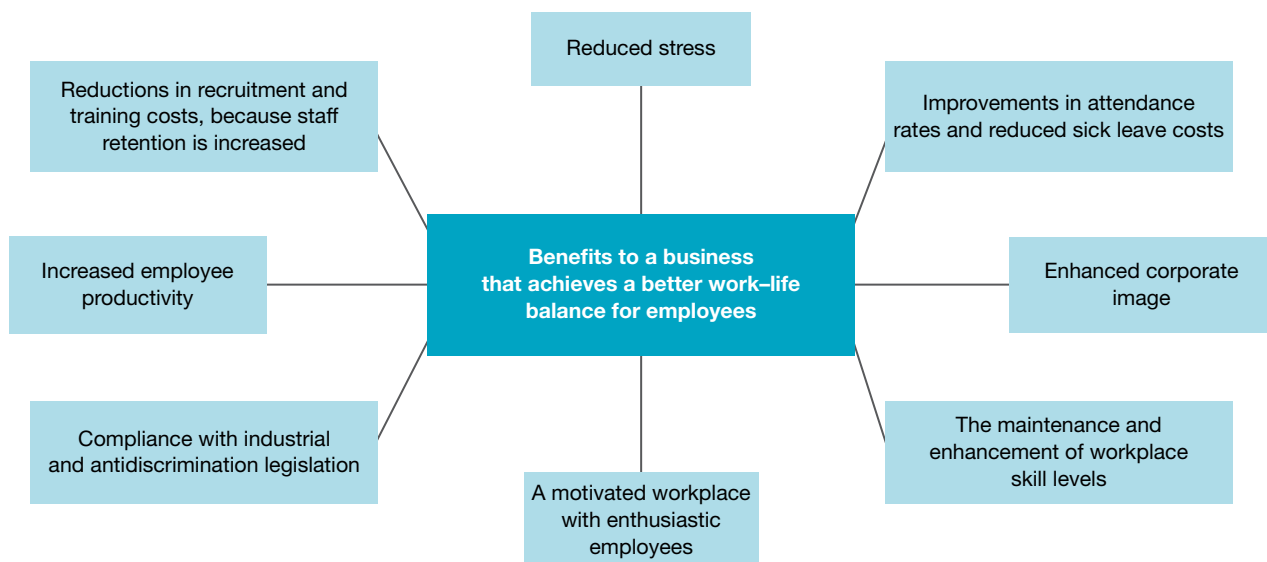 Reduced stress
Reductions in recruitment and
training costs, because staff
retention is increased
Improvements in attendance
rates and reduced sick leave costs
Benefits to a business
that achieves a better work–life
balance for employees
Increased employee
productivity
Enhanced corporate
image
Compliance with industrial
and antidiscrimination legislation
The maintenance and
enhancement of workplace
skill levels
A motivated workplace
with enthusiastic
employees